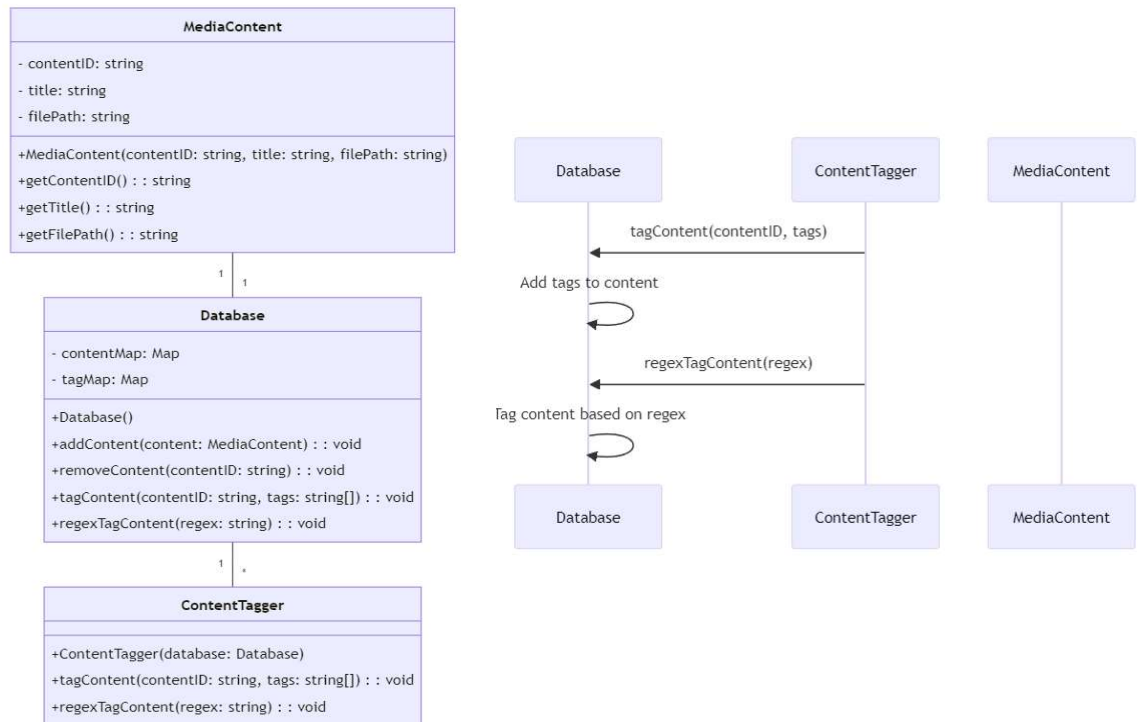 MediaContent
- contentID: string
- title: string
- filePath: string
+MediaContent(contentID: string, title: string, filePath: string)
+getContentID() : : string
+getTitle() : : string
+getFilePath() : : string
1
1
Database
- contentMap: Map
- tagMap: Map
+Database()
+addContent(content: MediaContent) : : void
+removeContent(contentID: string) : : void
+tagContent(contentID: string, tags: string[]) : : void
+regexTagContent(regex: string) : : void
1
*
ContentTagger
+ContentTagger(database: Database)
+tagContent(contentID: string, tags: string[]) : : void
+regexTagContent(regex: string) : : void
Database
ContentTagger
MediaContent
tagContent(contentID, tags)
Add tags to content
regexTagContent(regex)
Tag content based on regex
Database
ContentTagger
MediaContent